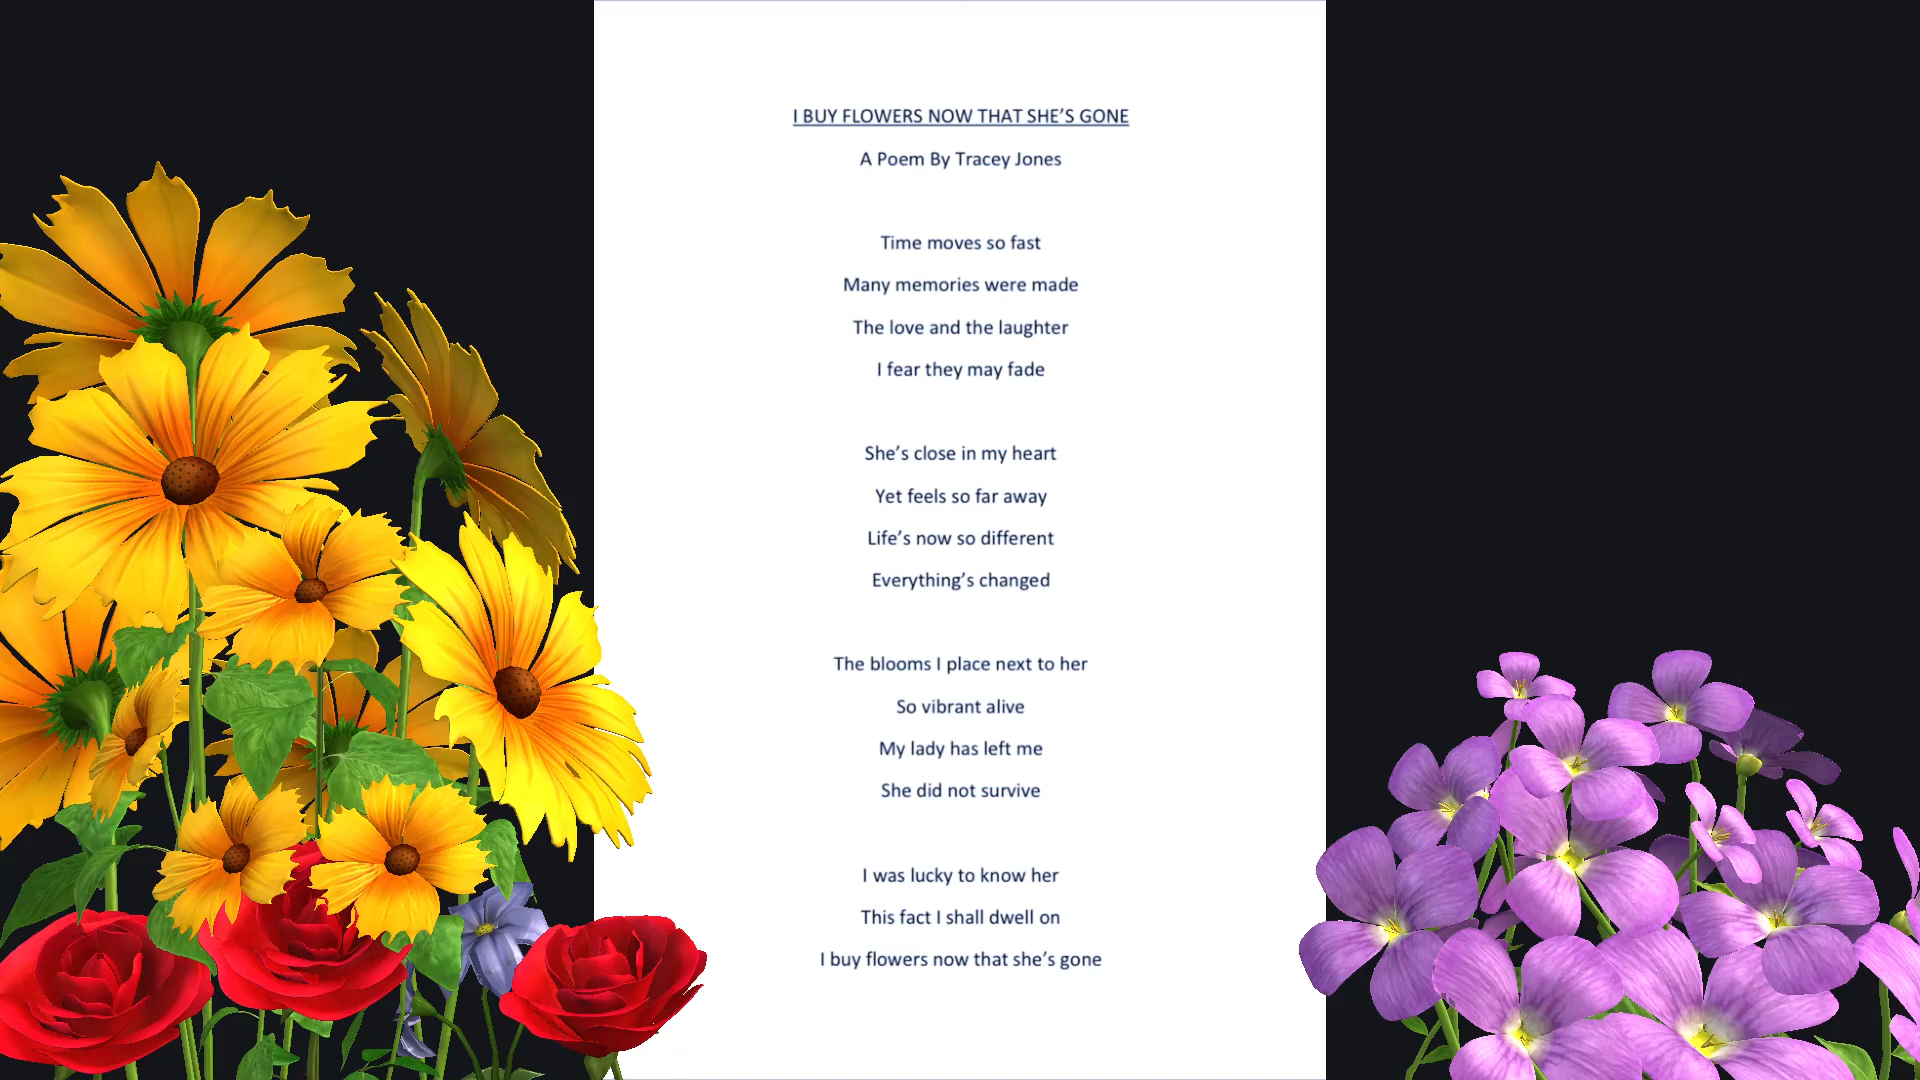 I BUY FLOWERS NOW THAT SHE’S GONE
A Poem By Tracey Jones
Time moves so fast
Many memories were made
The love and the laughter
I fear they may fade
She’s close in my heart
Yet feels so far away
Life’s now so different
Everything’s changed
The blooms I place next to her
So vibrant alive
My lady has left me
She did not survive
I was lucky to know her
This fact I shall dwell on
I buy flowers now that she’s gone